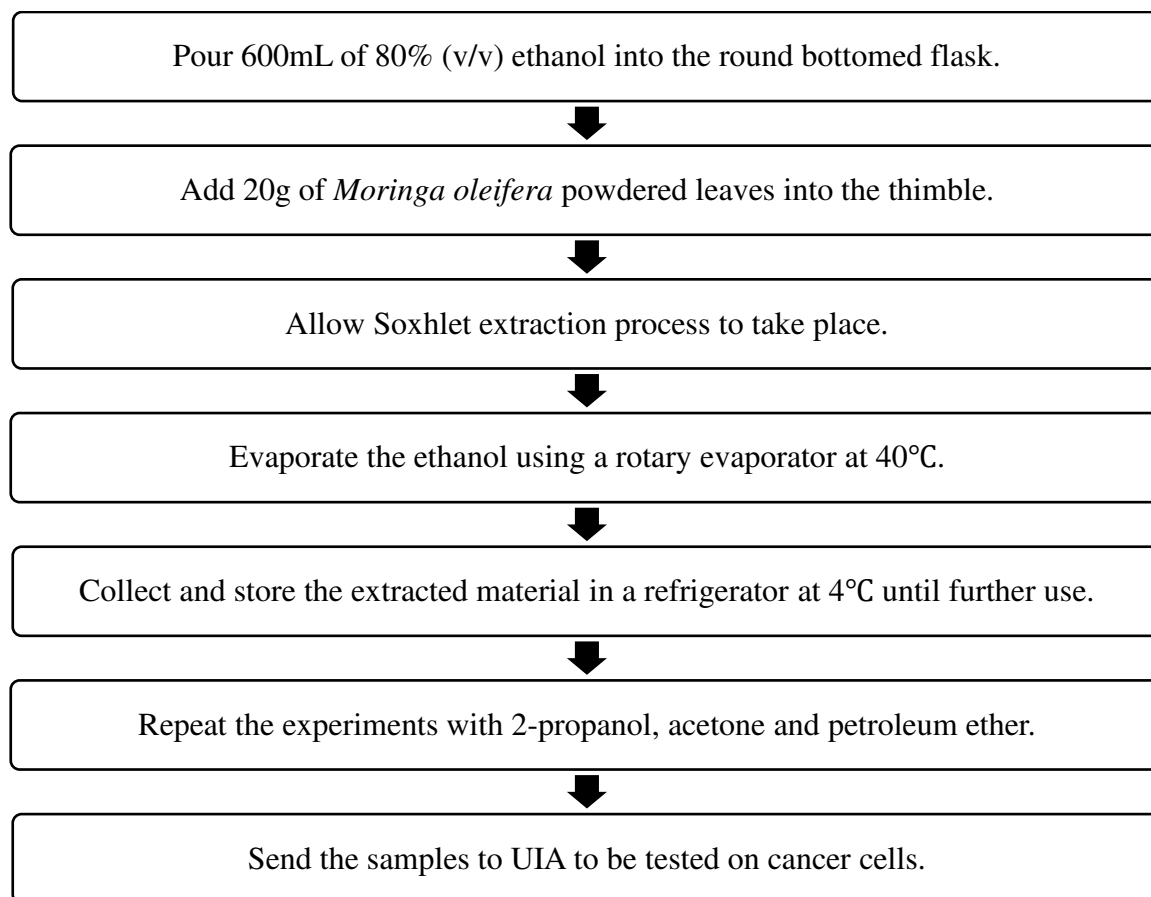 Pour 600mL of 80% (v/v) ethanol into the round bottomed flask.
Add 20g of Moringa oleifera powdered leaves into the thimble.
Allow Soxhlet extraction process to take place.
Evaporate the ethanol using a rotary evaporator at 40℃.
Collect and store the extracted material in a refrigerator at 4℃ until further use.
Repeat the experiments with 2-propanol, acetone and petroleum ether.
Send the samples to UIA to be tested on cancer cells.